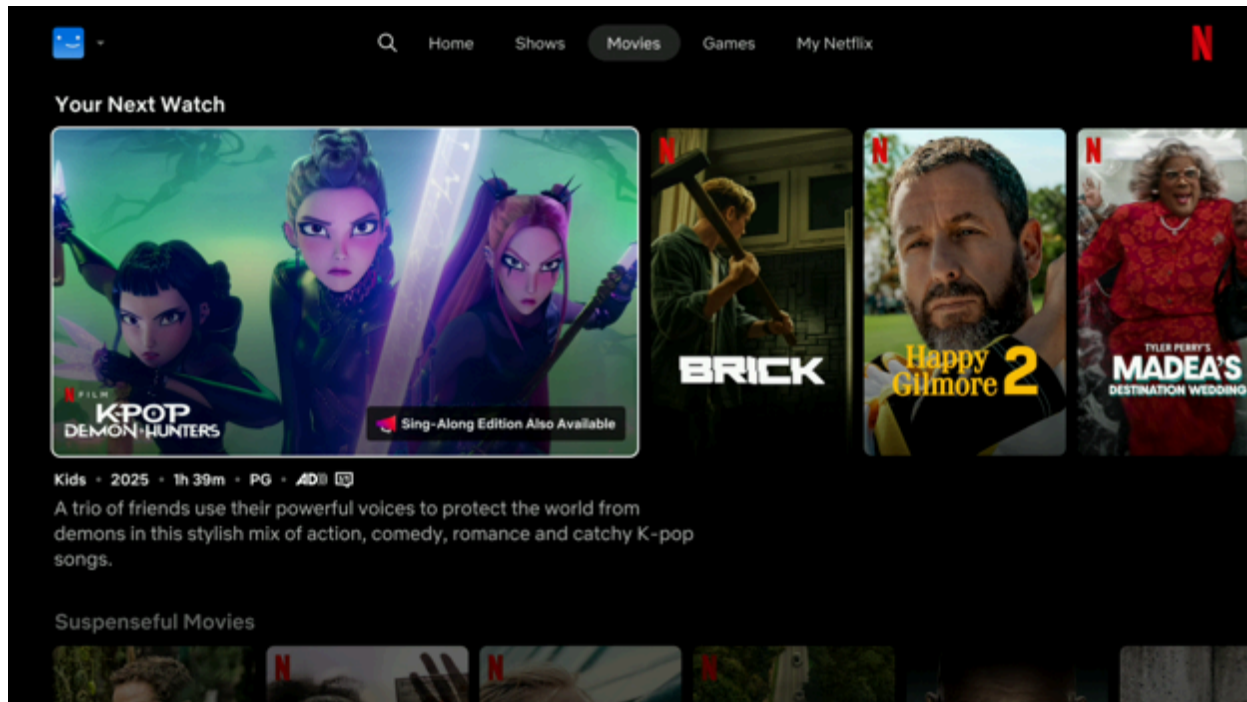 Home Shows Movies Games My Netflix
N
Your Next Watch
N FILM
KPOP
DEMON HUNTERS
Sing-Along Edition Also Available
N
BRICK
N
Happy
Gilmore 2
N
TYLER PERRY'S
MADEA'S
DESTINATION WEDDING
Kids • 2025 • 1h 39m • PG • AD
A trio of friends use their powerful voices to protect the world from
demons in this stylish mix of action, comedy, romance and catchy K-pop
songs.
Suspenseful Movies
N
N
N